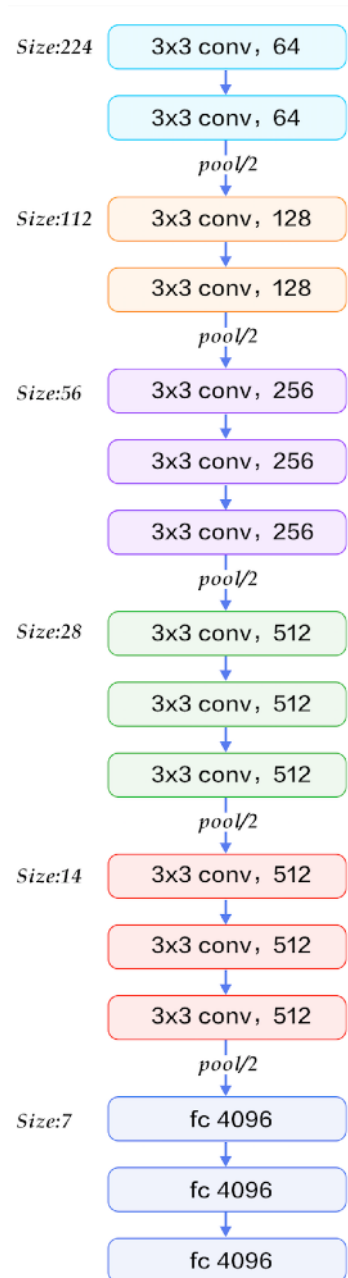 Size:224 3x3 conv，64
3x3 conv，64
pool/2
Size:112 3x3 conv，128
3x3 conv，128
pool/2
Size:56 3x3 conv，256
3x3 conv，256
3x3 conv，256
pool/2
Size:28 3x3 conv，512
3x3 conv，512
3x3 conv，512
pool/2
Size:14 3x3 conv，512
3x3 conv，512
3x3 conv，512
pool/2
Size:7 fc 4096
fc 4096
fc 4096